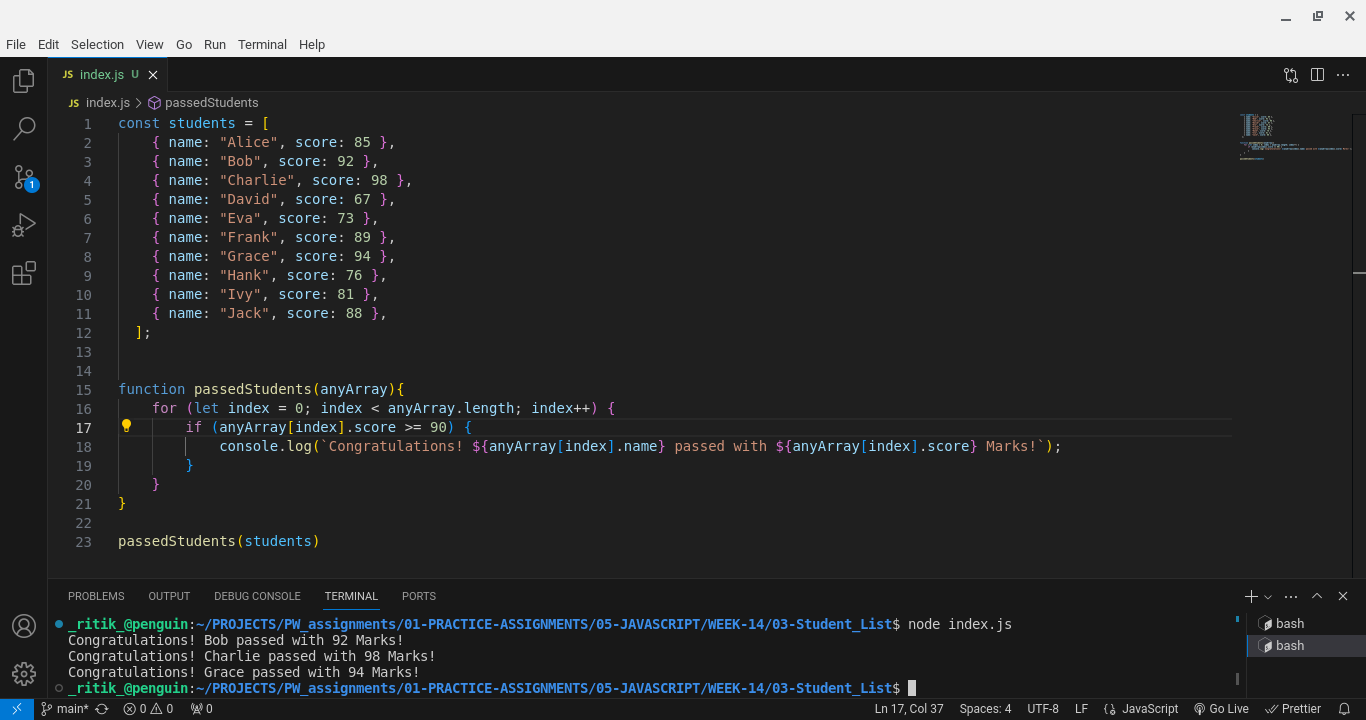 File Edit Selection View Go Run Terminal Help
JS index.js U
JS index.js > passedStudents
1 const students = [
2 { name: "Alice", score: 85 },
3 { name: "Bob", score: 92 },
4 { name: "Charlie", score: 98 },
5 { name: "David", score: 67 },
6 { name: "Eva", score: 73 },
7 { name: "Frank", score: 89 },
8 { name: "Grace", score: 94 },
9 { name: "Hank", score: 76 },
10 { name: "Ivy", score: 81 },
11 { name: "Jack", score: 88 },
12 ];
13
14
15 function passedStudents(anyArray){
16 for (let index = 0; index < anyArray.length; index++) {
17 if (anyArray[index].score >= 90) {
18 console.log(`Congratulations! ${anyArray[index].name} passed with ${anyArray[index].score} Marks!`);
19 }
20 }
21 }
22
23 passedStudents(students)
1
PROBLEMS OUTPUT DEBUG CONSOLE TERMINAL PORTS
_ritik_@penguin:~/PROJECTS/PW_assignments/01-PRACTICE-ASSIGNMENTS/05-JAVASCRIPT/WEEK-14/03-Student_List$ node index.js
Congratulations! Bob passed with 92 Marks!
Congratulations! Charlie passed with 98 Marks!
Congratulations! Grace passed with 94 Marks!
_ritik_@penguin:~/PROJECTS/PW_assignments/01-PRACTICE-ASSIGNMENTS/05-JAVASCRIPT/WEEK-14/03-Student_List$
bash
bash
main* 0 0 0 Ln 17, Col 37 Spaces: 4 UTF-8 LF {} JavaScript Go Live Prettier